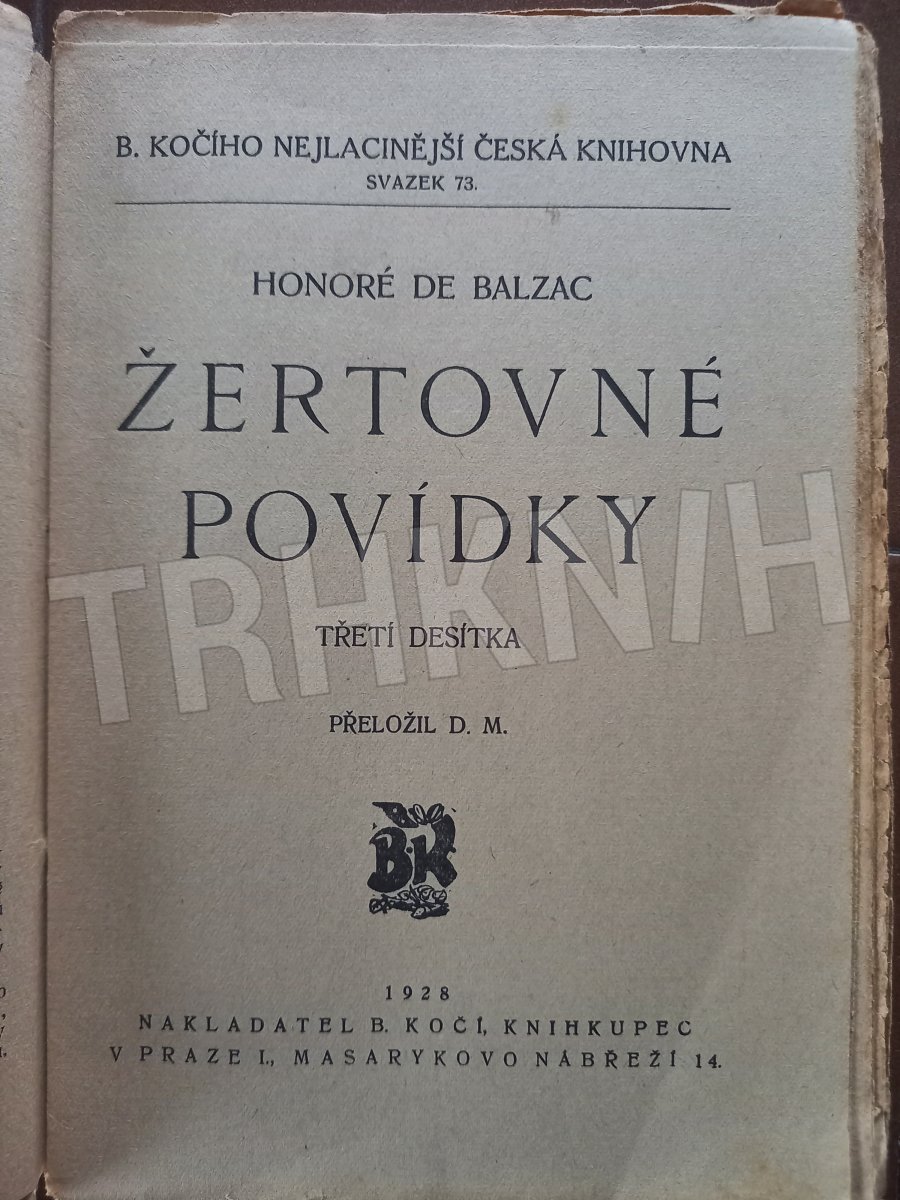 B. KOČÍHO NEJLACINĚJŠÍ ČESKÁ KNIHOVNA
SVAZEK 73.
HONORÉ DE BALZAC
ŽERTOVNÉ
POVÍDKY
TRHKNIH
TŘETÍ DESÍTKA
PŘELOŽIL D. M.
B.K
1928
NAKLADATEL B. KOČÍ, KNIHKUPEC
V PRAZE I., MASARYKOVO NÁBŘEŽÍ 14.